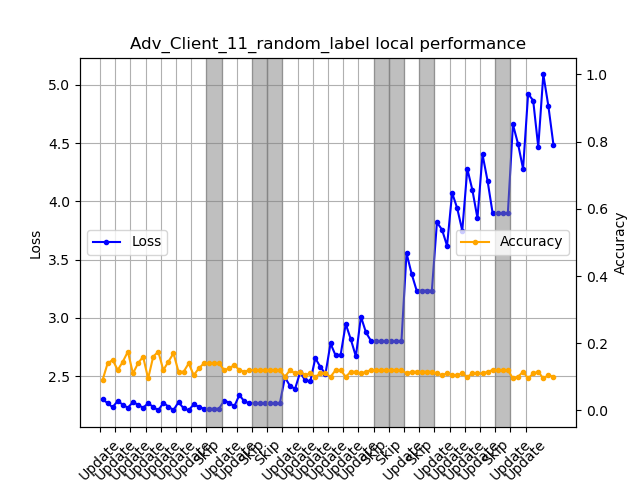 Adv_Client_11_random_label local performance
5.0
4.5
4.0
3.5
3.0
2.5
Loss
1.0
0.8
0.6
0.4
0.2
0.0
Accuracy
Loss
Accuracy
Update
Update
Update
Update
Update
Update
Update
Skip
Update
Update
Skip
Skip
Update
Update
Update
Update
Update
Update
Skip
Skip
Update
Skip
Update
Update
Update
Update
Skip
Update
Update